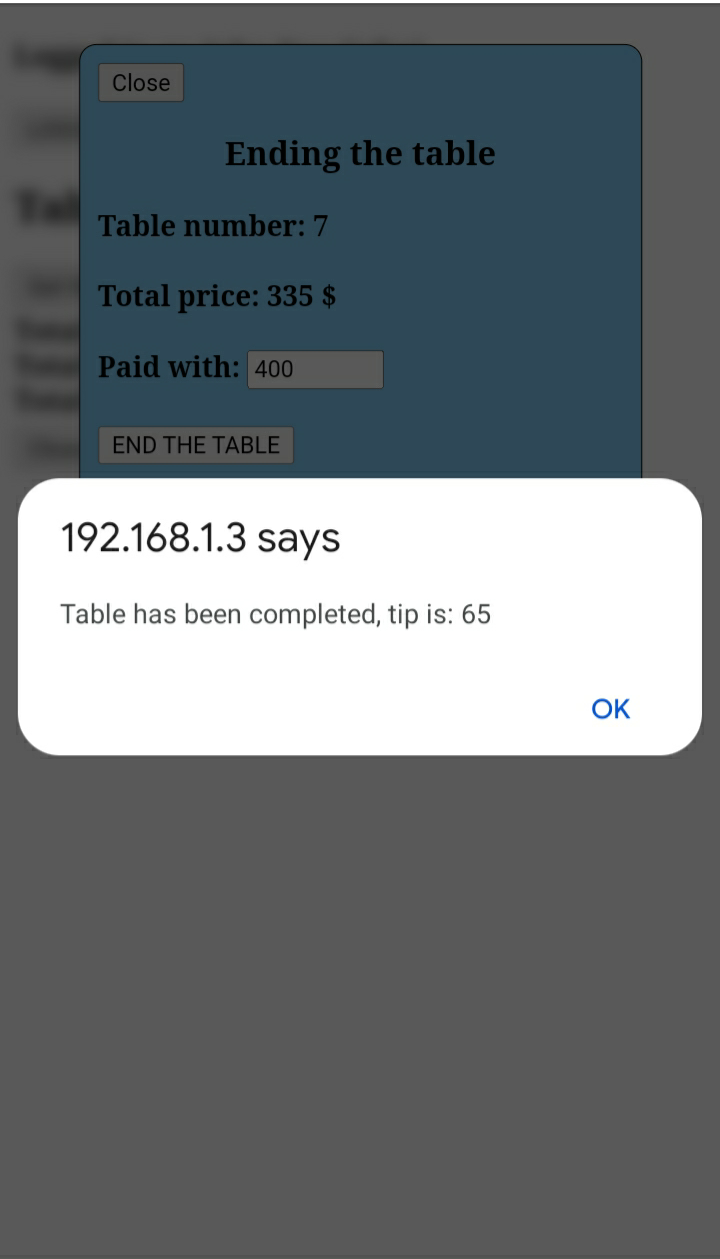 Close
Ending the table
Table number: 7
Total price: 335 $
Paid with: 400
END THE TABLE
192.168.1.3 says
Table has been completed, tip is: 65
OK